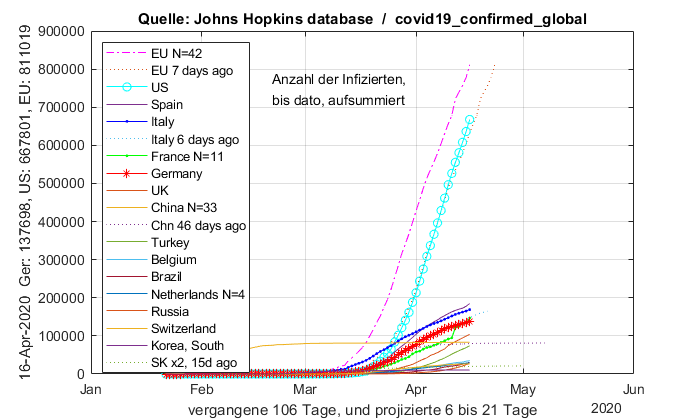 Quelle: Johns Hopkins database / covid19_confirmed_global
16-Apr-2020 Ger: 137698, US: 667801, EU: 811019
900000
800000
700000
600000
500000
400000
300000
200000
100000
0
EU N=42
EU 7 days ago
US
Spain
Italy
Italy 6 days ago
France N=11
Germany
UK
China N=33
Chn 46 days ago
Turkey
Belgium
Brazil
Netherlands N=4
Russia
Switzerland
Korea, South
SK x2, 15d ago
Anzahl der Infizierten,
bis dato, aufsummiert
Jan Feb Mar Apr May Jun
vergangene 106 Tage, und projizierte 6 bis 21 Tage
2020